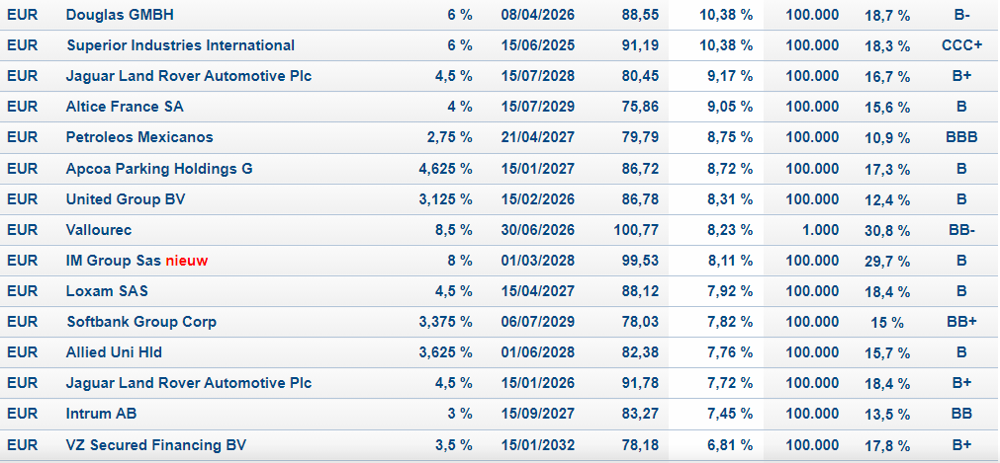 EUR Douglas GMBH 6 % 08/04/2026 88,55 10,38 % 100.000 18,7 % B-
EUR Superior Industries International 6 % 15/06/2025 91,19 10,38 % 100.000 18,3 % CCC+
EUR Jaguar Land Rover Automotive Plc 4,5 % 15/07/2028 80,45 9,17 % 100.000 16,7 % B+
EUR Altice France SA 4 % 15/07/2029 75,86 9,05 % 100.000 15,6 % B
EUR Petroleos Mexicanos 2,75 % 21/04/2027 79,79 8,75 % 100.000 10,9 % BBB
EUR Apcoa Parking Holdings G 4,625 % 15/01/2027 86,72 8,72 % 100.000 17,3 % B
EUR United Group BV 3,125 % 15/02/2026 86,78 8,31 % 100.000 12,4 % B
EUR Vallourec 8,5 % 30/06/2026 100,77 8,23 % 1.000 30,8 % BB-
EUR IM Group Sas nieuw 8 % 01/03/2028 99,53 8,11 % 100.000 29,7 % B
EUR Loxam SAS 4,5 % 15/04/2027 88,12 7,92 % 100.000 18,4 % B
EUR Softbank Group Corp 3,375 % 06/07/2029 78,03 7,82 % 100.000 15 % BB+
EUR Allied Uni Hld 3,625 % 01/06/2028 82,38 7,76 % 100.000 15,7 % B
EUR Jaguar Land Rover Automotive Plc 4,5 % 15/01/2026 91,78 7,72 % 100.000 18,4 % B+
EUR Intrum AB 3 % 15/09/2027 83,27 7,45 % 100.000 13,5 % BB
EUR VZ Secured Financing BV 3,5 % 15/01/2032 78,18 6,81 % 100.000 17,8 % B+